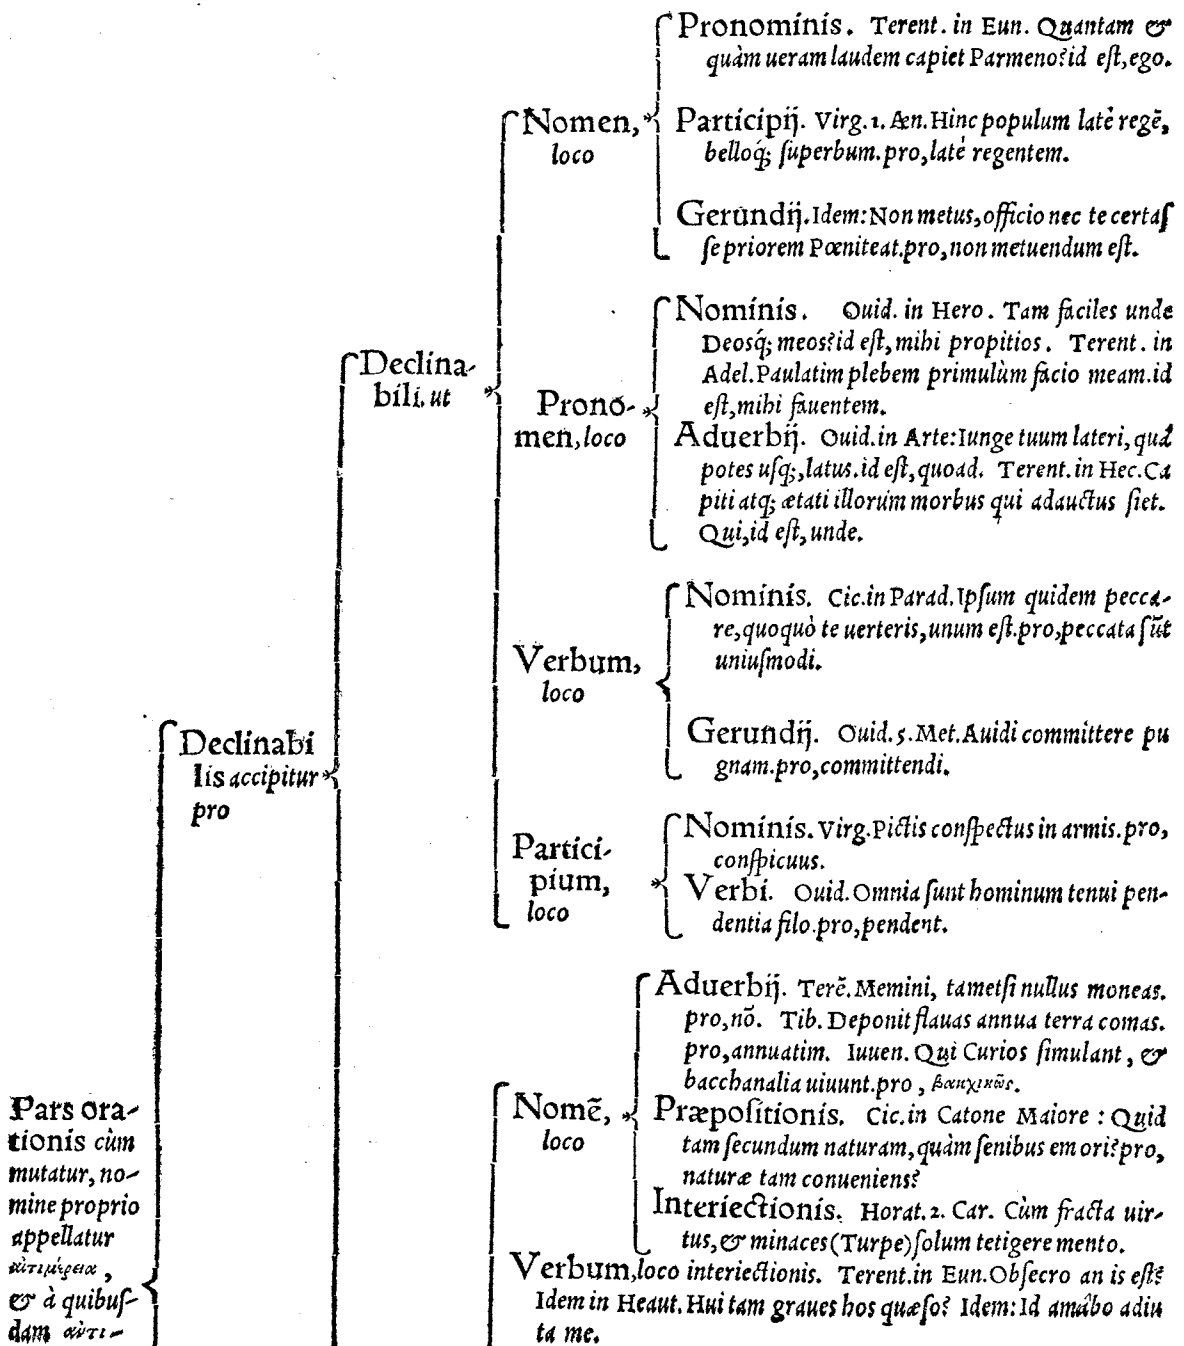 Pronominis. Terent. in Eun. Quantam &
quàm ueram laudem capiet Parmeno? id eſt, ego.
Nomen,
loco
Participij. Virg. 1. Æn. Hinc populum latè regē,
belloq́; ſuperbum. pro, latè regentem.
Gerundij. Idem: Non metus, officio nec te certaſ
ſe priorem Pœniteat. pro, non metuendum eſt.
Declina-
bili. ut
Prono-
men, loco
Nominis. Ouid. in Hero. Tam faciles unde
Deosq́; meos? id eſt, mihi propitios. Terent. in
Adel. Paulatim plebem primulùm facio meam. id
eſt, mihi fauentem.
Aduerbij. Ouid. in Arte: Iunge tuum lateri, quà
potes uſq;, latus. id eſt, quoad. Terent. in Hec. Ca
piti atq; ætati illorum morbus qui adauctus ſiet.
Qui, id eſt, unde.
Verbum,
loco
Nominis. Cic. in Parad. Ipſum quidem pecca-
re, quoquò te uerteris, unum eſt. pro, peccata ſūt
uniuſmodi.
Gerundij. Ouid. 5. Met. Auidi committere pu
gnam. pro, committendi.
Declinabi
lis accipitur
pro
Partici-
pium,
loco
Nominis. Virg. Pictis conſpectus in armis. pro,
conſpicuus.
Verbi. Ouid. Omnia ſunt hominum tenui pen-
dentia filo. pro, pendent.
Nomē,
loco
Aduerbij. Terē. Memini, tametſi nullus moneas.
pro, nō. Tib. Deponit flauas annua terra comas.
pro, annuatim. Iuuen. Qui Curios ſimulant, &
bacchanalia uiuunt. pro, βακχικῶς.
Præpoſitionis. Cic. in Catone Maiore : Quid
tam ſecundum naturam, quàm ſenibus emori? pro,
naturæ tam conueniens?
Interiectionis. Horat. 2. Car. Cùm fracta uir-
tus, & minaces (Turpe) ſolum tetigere mento.
Verbum, loco interiectionis. Terent. in Eun. Obſecro an is eſt?
Idem in Heaut. Hui tam graues hos quæſo? Idem: Id amabo adiu
ta me.
Pars ora-
tionis cùm
mutatur, no-
mine proprio
appellatur
ἀντιμέρεια,
& à quibuſ-
dam ἀντι-